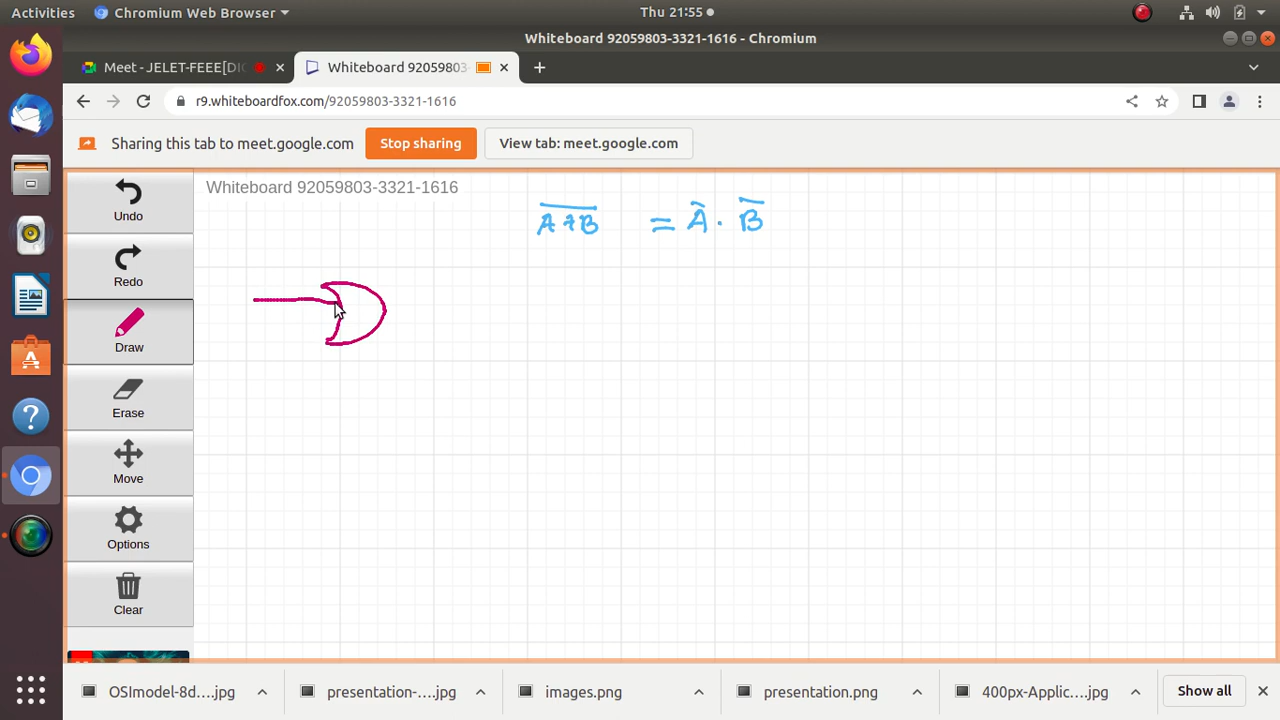 Activities Chromium Web Browser Thu 21:55
Whiteboard 92059803-3321-1616 - Chromium
Meet - JELET-FEEE[DIC Whiteboard 92059803-
r9.whiteboardfox.com/92059803-3321-1616
Sharing this tab to meet.google.com Stop sharing View tab: meet.google.com
Whiteboard 92059803-3321-1616
A̅+̅B̅ = A̅ · B̅
Undo
Redo
Draw
Erase
Move
Options
Clear
OSImodel-8d....jpg presentation-....jpg images.png presentation.png 400px-Applic....jpg Show all